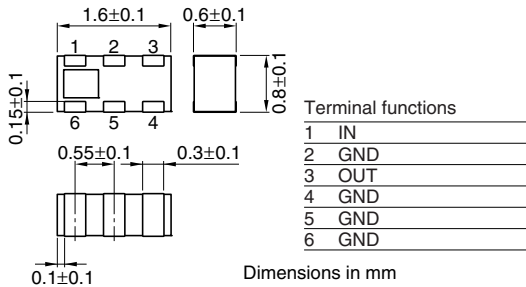 1.6±0.1
0.6±0.1
1 2 3
0.15±0.1
0.8±0.1
6 5 4
0.55±0.1
0.3±0.1
0.1±0.1
Terminal functions
1 IN
2 GND
3 OUT
4 GND
5 GND
6 GND
Dimensions in mm